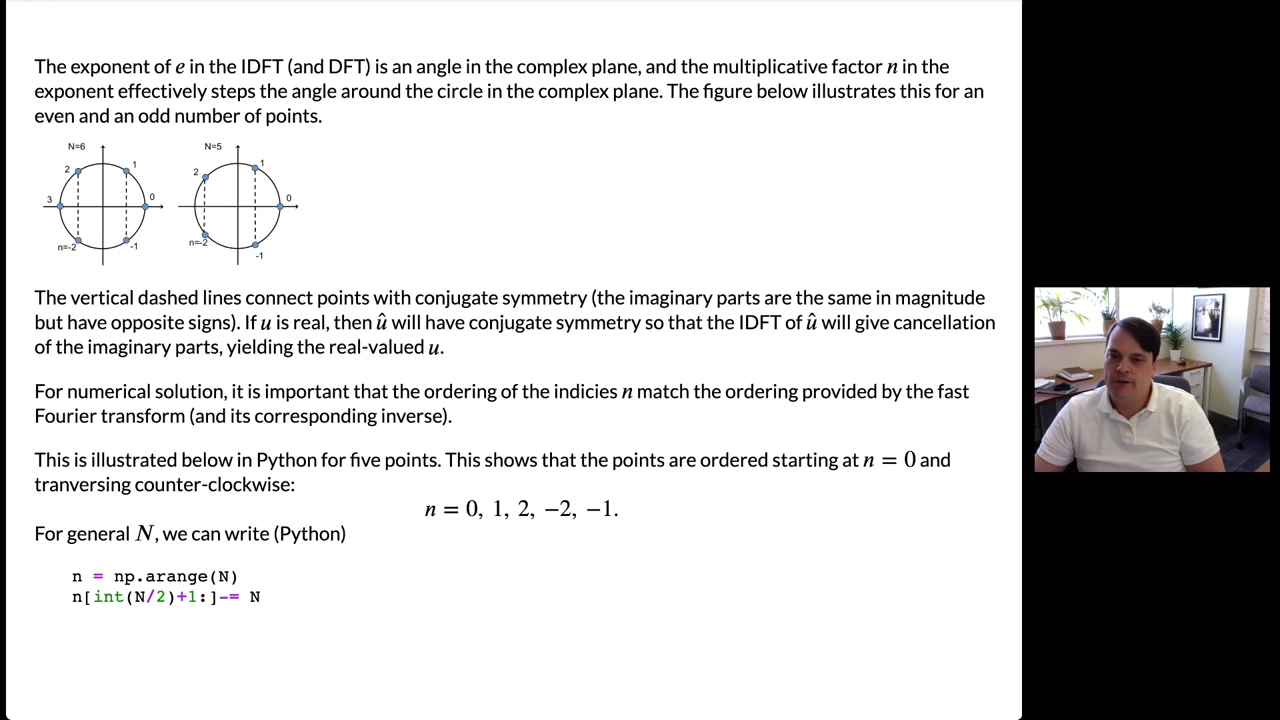 The exponent of e in the IDFT (and DFT) is an angle in the complex plane, and the multiplicative factor n in the
exponent effectively steps the angle around the circle in the complex plane. The figure below illustrates this for an
even and an odd number of points.
N=6
2
1
3
0
n=-2
-1
N=5
2
1
0
n=-2
-1
The vertical dashed lines connect points with conjugate symmetry (the imaginary parts are the same in magnitude
but have opposite signs). If u is real, then û will have conjugate symmetry so that the IDFT of û will give cancellation
of the imaginary parts, yielding the real-valued u.
For numerical solution, it is important that the ordering of the indicies n match the ordering provided by the fast
Fourier transform (and its corresponding inverse).
This is illustrated below in Python for five points. This shows that the points are ordered starting at n = 0 and
tranversing counter-clockwise:
n = 0, 1, 2, −2, −1.
For general N, we can write (Python)
n = np.arange(N)
n[int(N/2)+1:]-= N